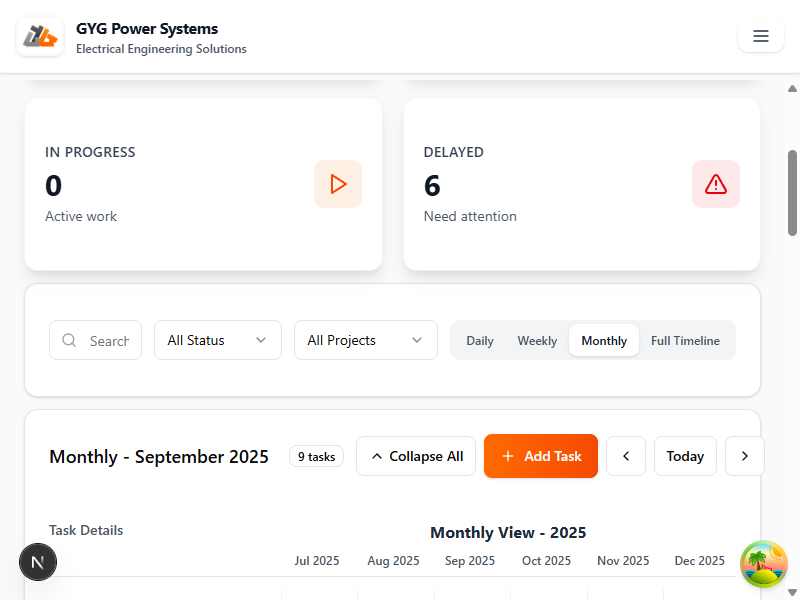 GYG Power Systems
Electrical Engineering Solutions
IN PROGRESS
0
Active work
DELAYED
6
Need attention
Search
All Status
All Projects
Daily
Weekly
Monthly
Full Timeline
Monthly - September 2025
9 tasks
Collapse All
Add Task
Today
Task Details
Monthly View - 2025
Jul 2025
Aug 2025
Sep 2025
Oct 2025
Nov 2025
Dec 2025
N